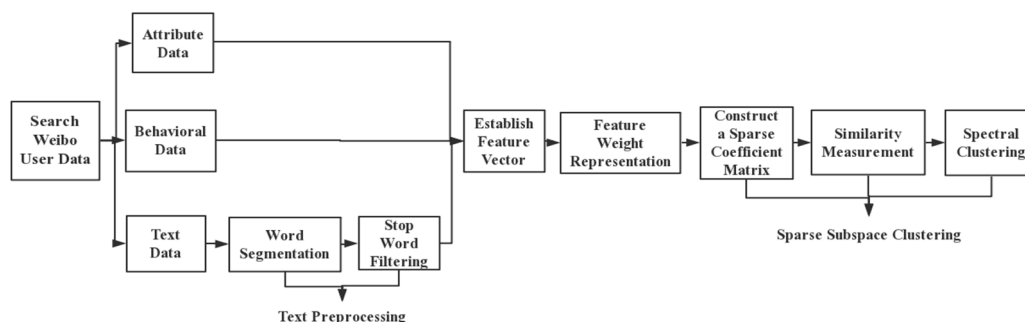 Attribute
Data
Search
Weibo
User Data
Behavioral
Data
Text
Data
Word
Segmentation
Stop
Word
Filtering
Text Preprocessing
Establish
Feature
Vector
Feature
Weight
Representation
Construct
a Sparse
Coefficient
Matrix
Similarity
Measurement
Spectral
Clustering
Sparse Subspace Clustering